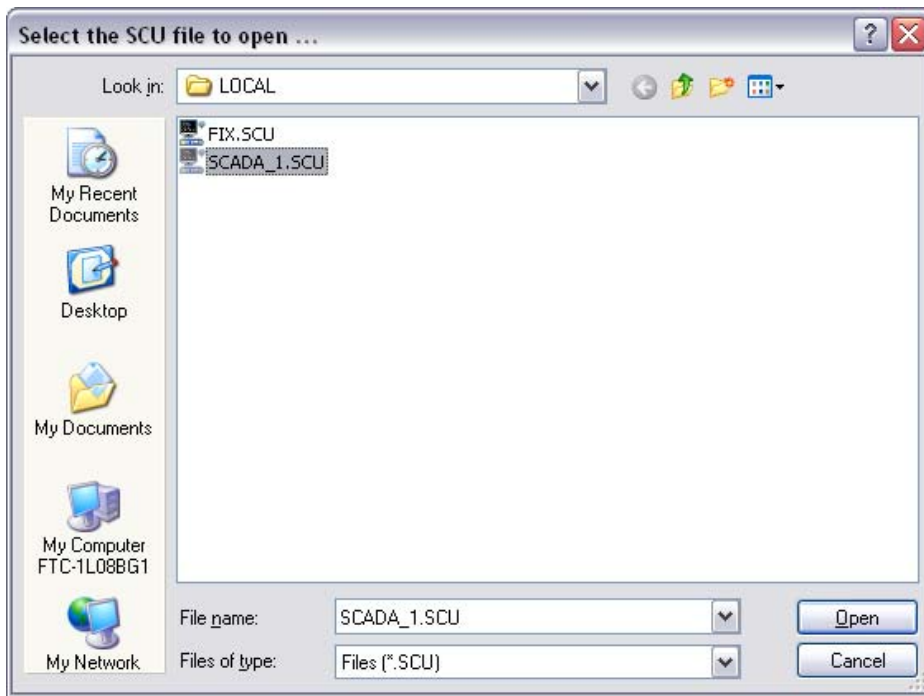 Select the SCU file to open ...
Look in:
LOCAL
My Recent
Documents
Desktop
My Documents
My Computer
FTC-1L08BG1
My Network
FIX.SCU
SCADA_1.SCU
File name:
SCADA_1.SCU
Open
Files of type:
Files (*.SCU)
Cancel